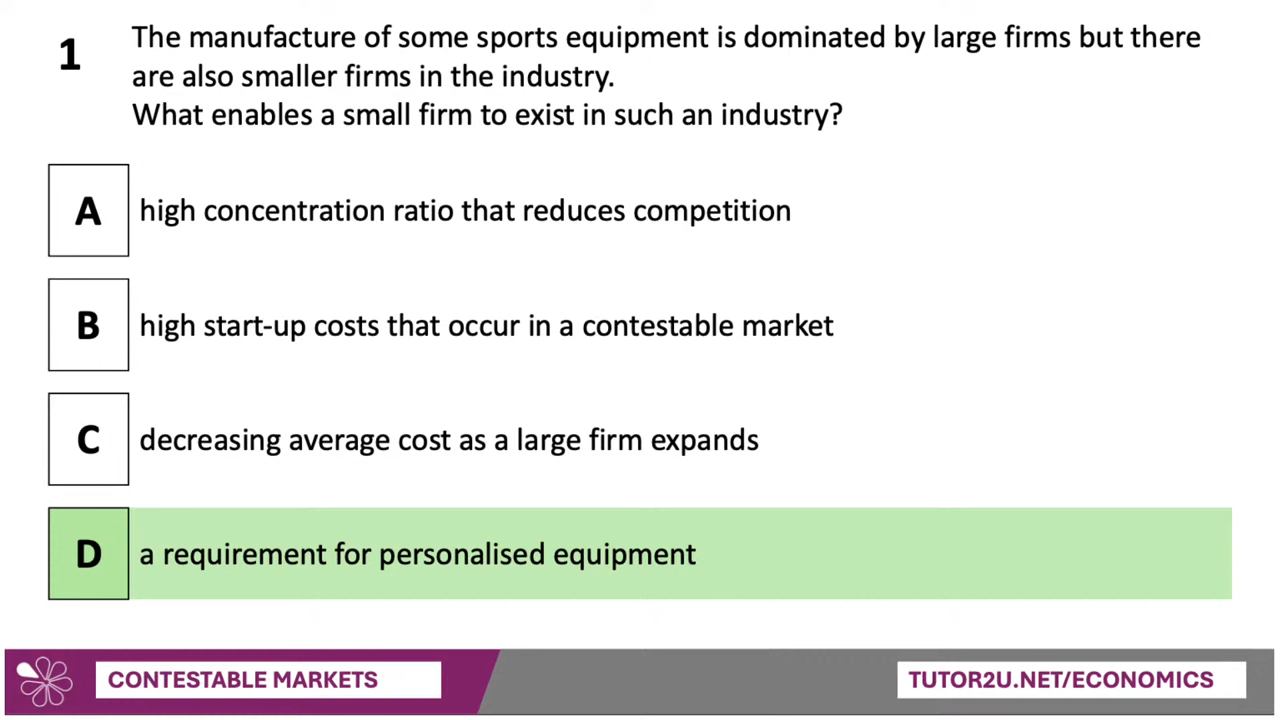 1
The manufacture of some sports equipment is dominated by large firms but there
are also smaller firms in the industry.
What enables a small firm to exist in such an industry?
A
high concentration ratio that reduces competition
B
high start-up costs that occur in a contestable market
C
decreasing average cost as a large firm expands
D
a requirement for personalised equipment
CONTESTABLE MARKETS
TUTOR2U.NET/ECONOMICS